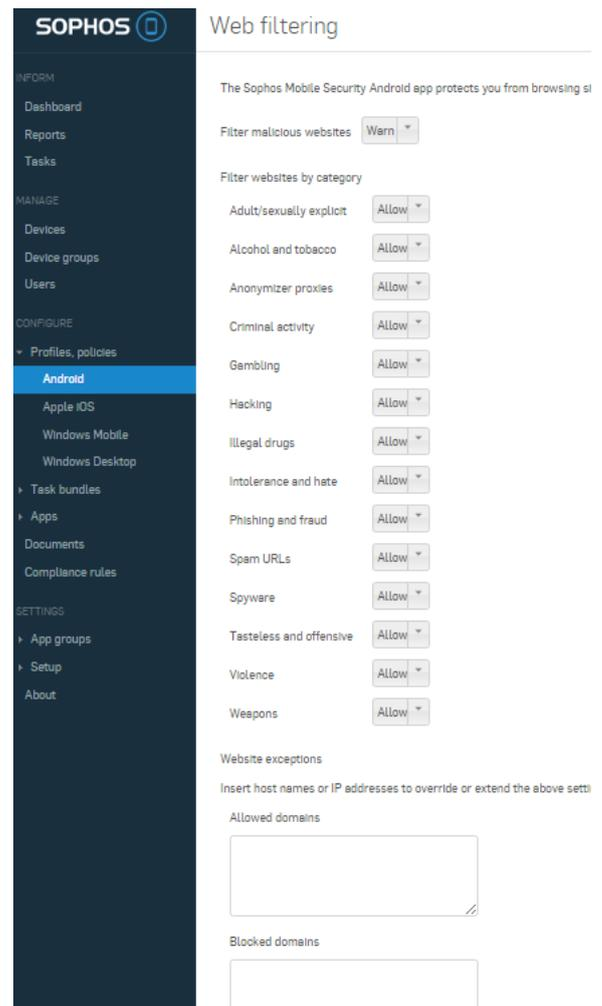 SOPHOS
INFORM
Dashboard
Reports
Tasks
MANAGE
Devices
Device groups
Users
CONFIGURE
Profiles, policies
Android
Apple iOS
Windows Mobile
Windows Desktop
Task bundles
Apps
Documents
Compliance rules
SETTINGS
App groups
Setup
About
Web filtering
The Sophos Mobile Security Android app protects you from browsing si
Filter malicious websites Warn
Filter websites by category
Adult/sexually explicit Allow
Alcohol and tobacco Allow
Anonymizer proxies Allow
Criminal activity Allow
Gambling Allow
Hacking Allow
Illegal drugs Allow
Intolerance and hate Allow
Phishing and fraud Allow
Spam URLs Allow
Spyware Allow
Tasteless and offensive Allow
Violence Allow
Weapons Allow
Website exceptions
Insert host names or IP addresses to override or extend the above setti
Allowed domains
Blocked domains